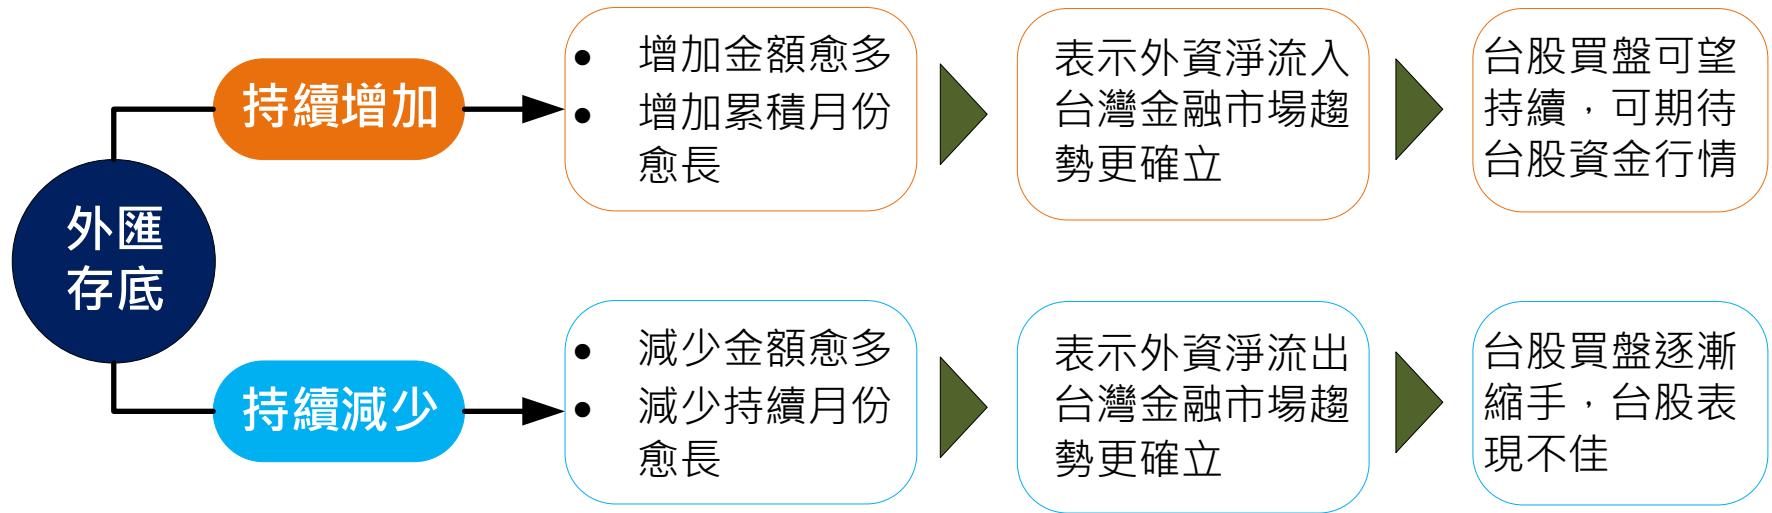 外匯
存底
持續增加
• 增加金額愈多
• 增加累積月份
愈長
表示外資淨流入
台灣金融市場趨
勢更確立
台股買盤可望
持續，可期待
台股資金行情
持續減少
• 減少金額愈多
• 減少持續月份
愈長
表示外資淨流出
台灣金融市場趨
勢更確立
台股買盤逐漸
縮手，台股表
現不佳